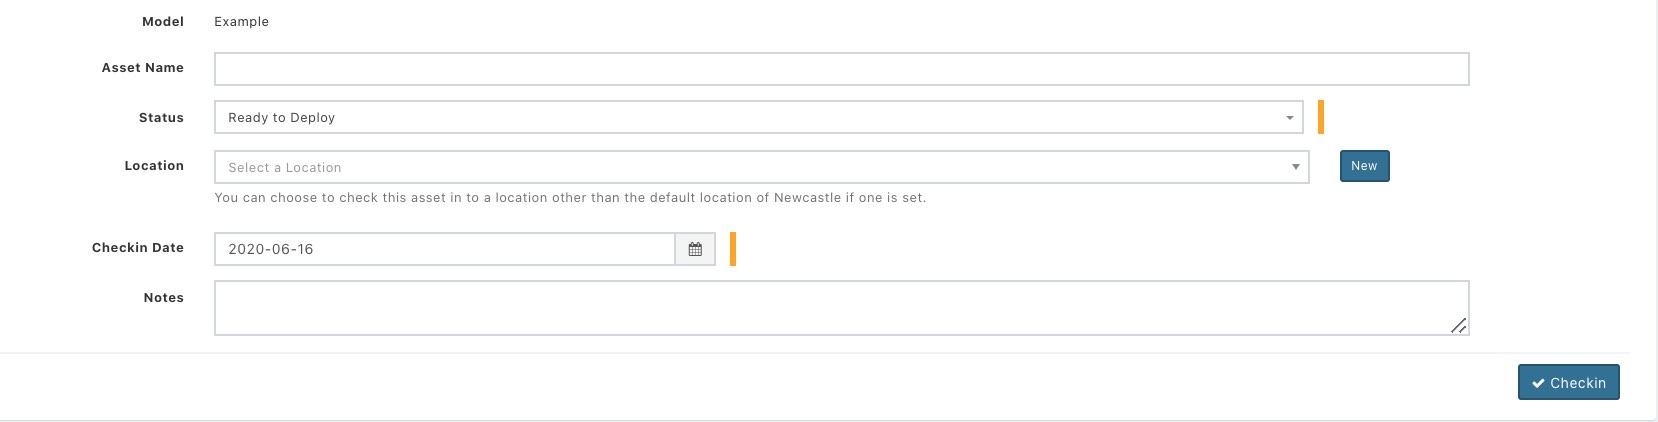 Model Example
Asset Name
Status Ready to Deploy
Location Select a Location New
You can choose to check this asset in to a location other than the default location of Newcastle if one is set.
Checkin Date 2020-06-16
Notes
Checkin